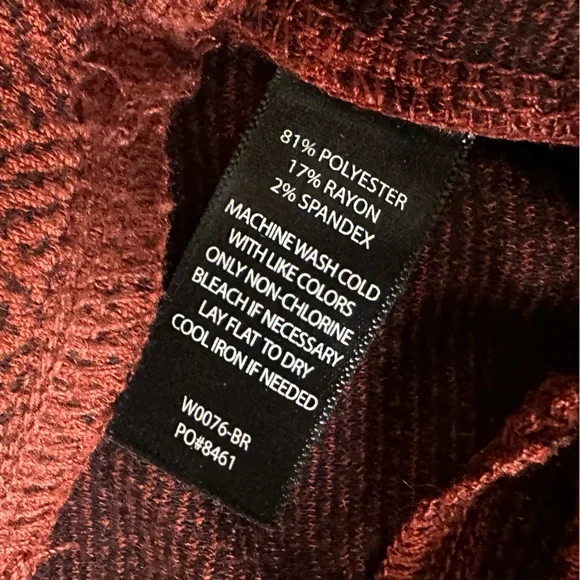 81% POLYESTER
17% RAYON
2% SPANDEX
MACHINE WASH COLD
WITH LIKE COLORS
ONLY NON-CHLORINE
BLEACH IF NECESSARY
LAY FLAT TO DRY
COOL IRON IF NEEDED
W0076-BR
PO#8461